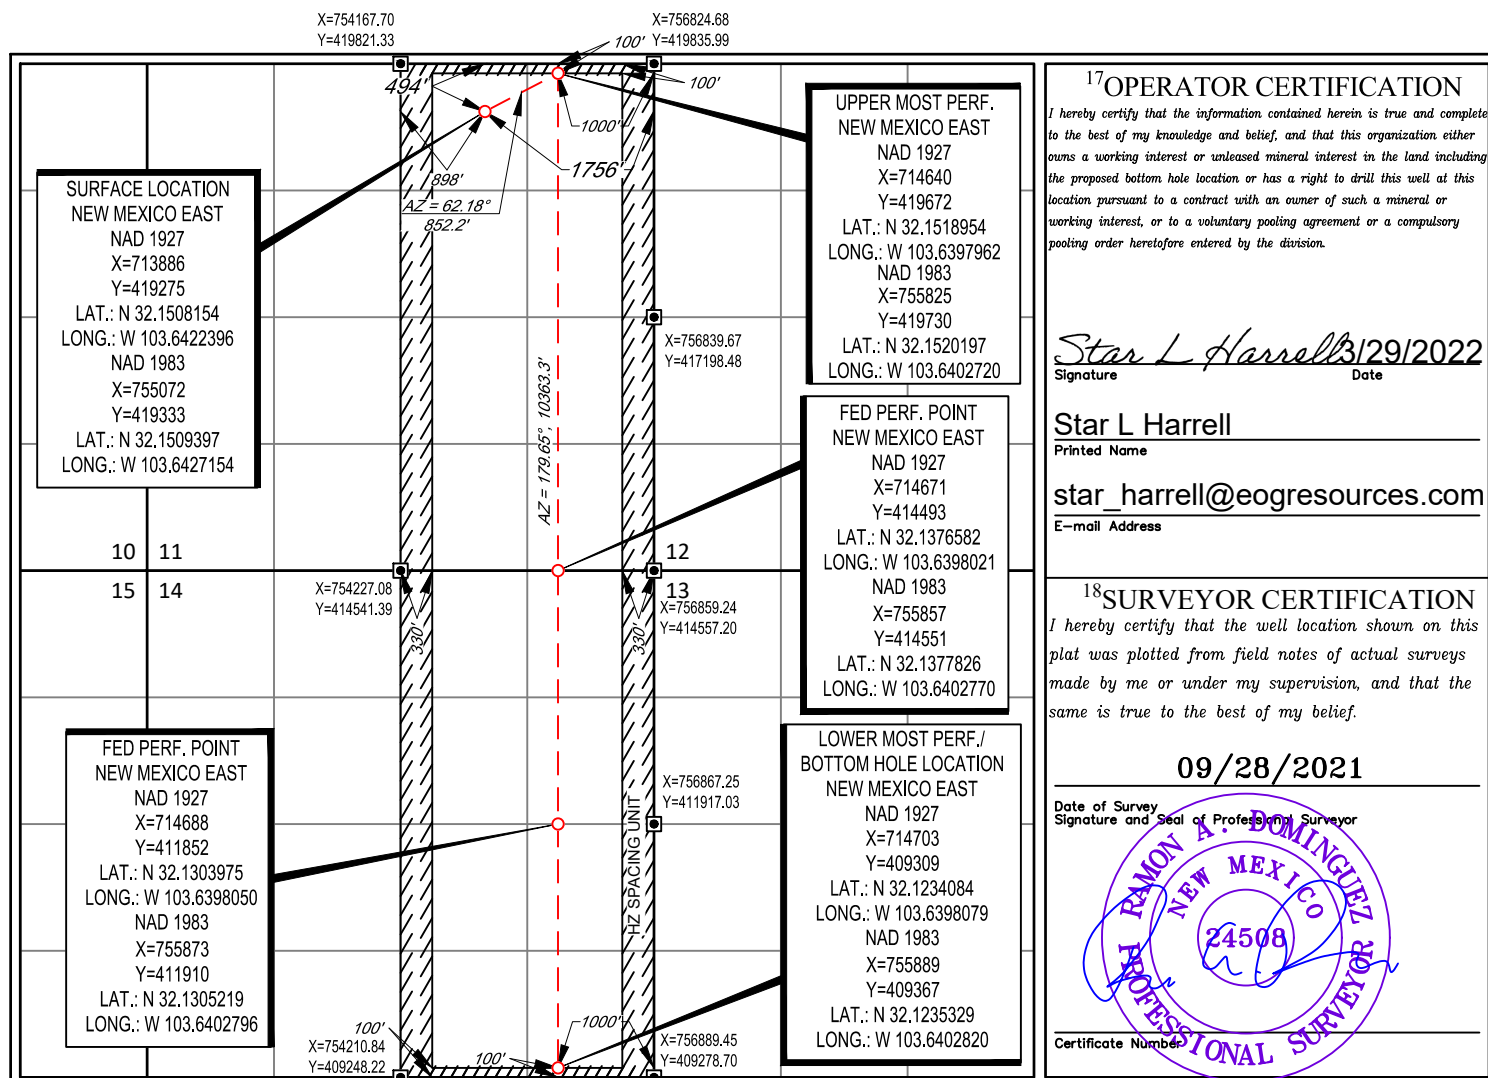 X=754167.70
Y=419821.33
X=756824.68
Y=419835.99
100'
100'
494'
1000'
1756'
898'
AZ = 62.18°
852.2'
SURFACE LOCATION
NEW MEXICO EAST
NAD 1927
X=713886
Y=419275
LAT.: N 32.1508154
LONG.: W 103.6422396
NAD 1983
X=755072
Y=419333
LAT.: N 32.1509397
LONG.: W 103.6427154
UPPER MOST PERF.
NEW MEXICO EAST
NAD 1927
X=714640
Y=419672
LAT.: N 32.1518954
LONG.: W 103.6397962
NAD 1983
X=755825
Y=419730
LAT.: N 32.1520197
LONG.: W 103.6402720
X=756839.67
Y=417198.48
AZ = 179.65°, 10363.3'
FED PERF. POINT
NEW MEXICO EAST
NAD 1927
X=714671
Y=414493
LAT.: N 32.1376582
LONG.: W 103.6398021
NAD 1983
X=755857
Y=414551
LAT.: N 32.1377826
LONG.: W 103.6402770
10 11
12
15 14
13
X=754227.08
Y=414541.39
X=756859.24
Y=414557.20
330'
330'
FED PERF. POINT
NEW MEXICO EAST
NAD 1927
X=714688
Y=411852
LAT.: N 32.1303975
LONG.: W 103.6398050
NAD 1983
X=755873
Y=411910
LAT.: N 32.1305219
LONG.: W 103.6402796
X=756867.25
Y=411917.03
HZ SPACING UNIT
LOWER MOST PERF./
BOTTOM HOLE LOCATION
NEW MEXICO EAST
NAD 1927
X=714703
Y=409309
LAT.: N 32.1234084
LONG.: W 103.6398079
NAD 1983
X=755889
Y=409367
LAT.: N 32.1235329
LONG.: W 103.6402820
100'
X=754210.84
Y=409248.22
100'
1000'
X=756889.45
Y=409278.70
17 OPERATOR CERTIFICATION
I hereby certify that the information contained herein is true and complete
to the best of my knowledge and belief, and that this organization either
owns a working interest or unleased mineral interest in the land including
the proposed bottom hole location or has a right to drill this well at this
location pursuant to a contract with an owner of such a mineral or
working interest, or to a voluntary pooling agreement or a compulsory
pooling order heretofore entered by the division.
Star L Harrell 3/29/2022
Signature Date
Star L Harrell
Printed Name
star_harrell@eogresources.com
E-mail Address
18 SURVEYOR CERTIFICATION
I hereby certify that the well location shown on this
plat was plotted from field notes of actual surveys
made by me or under my supervision, and that the
same is true to the best of my belief.
09/28/2021
Date of Survey
Signature and Seal of Professional Surveyor
RAMON A. DOMINGUEZ
NEW MEXICO
24508
PROFESSIONAL SURVEYOR
Certificate Number